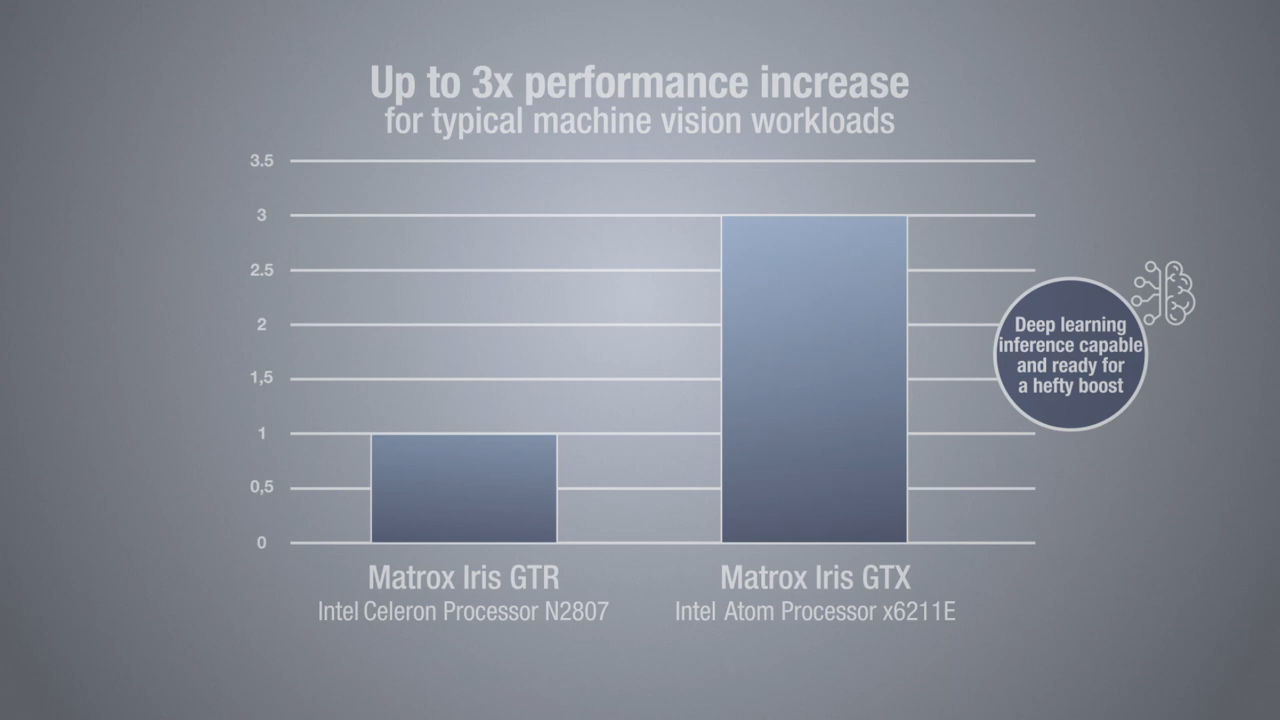 Up to 3x performance increase
for typical machine vision workloads
3.5
3
2.5
2
1,5
1
0,5
0
Deep learning
inference capable
and ready for
a hefty boost
Matrox Iris GTR
Intel Celeron Processor N2807
Matrox Iris GTX
Intel Atom Processor x6211E